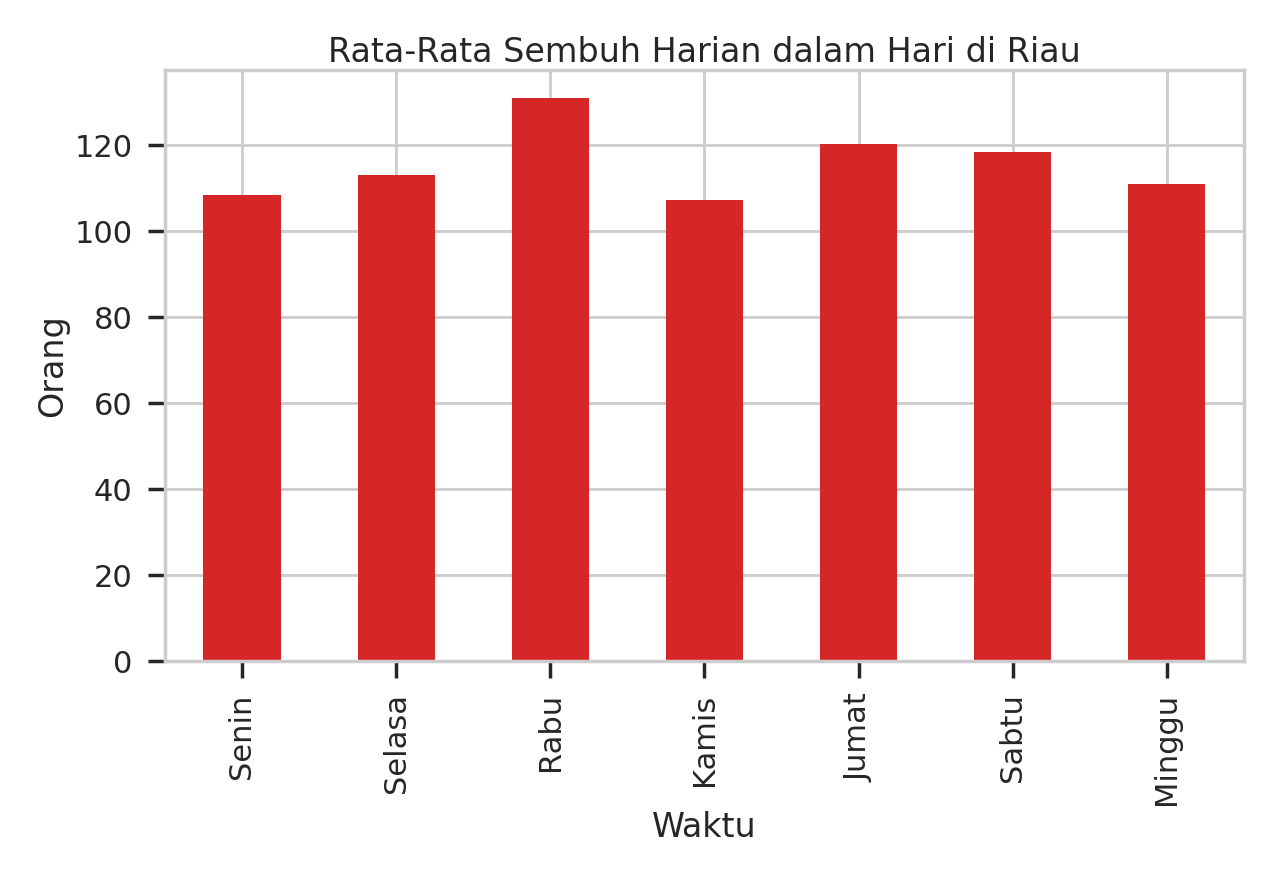 Rata-Rata Sembuh Harian dalam Hari di Riau
120
100
80
60
40
20
0
Orang
Senin
Selasa
Rabu
Kamis
Jumat
Sabtu
Minggu
Waktu